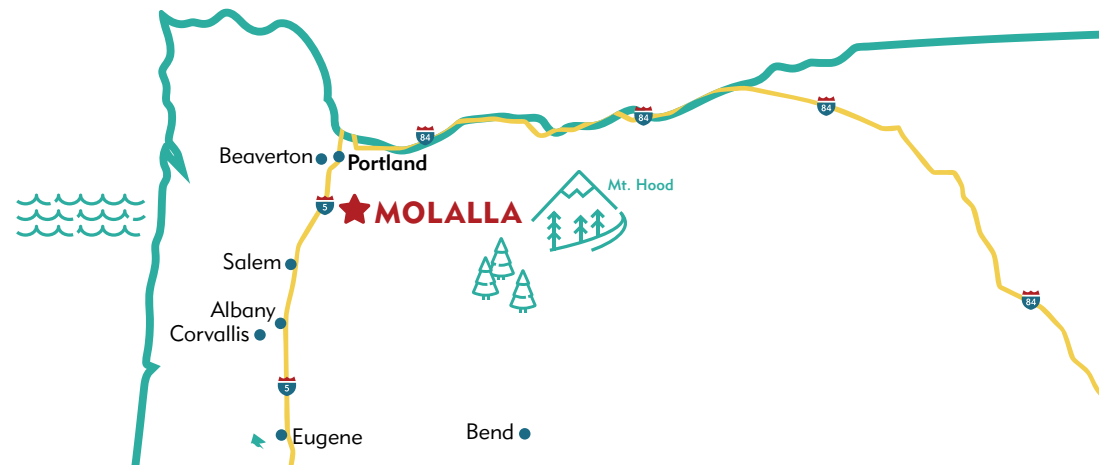 84
84
84
Beaverton
Portland
Mt. Hood
5
MOLALLA
Salem
84
Albany
Corvallis
5
Eugene
Bend